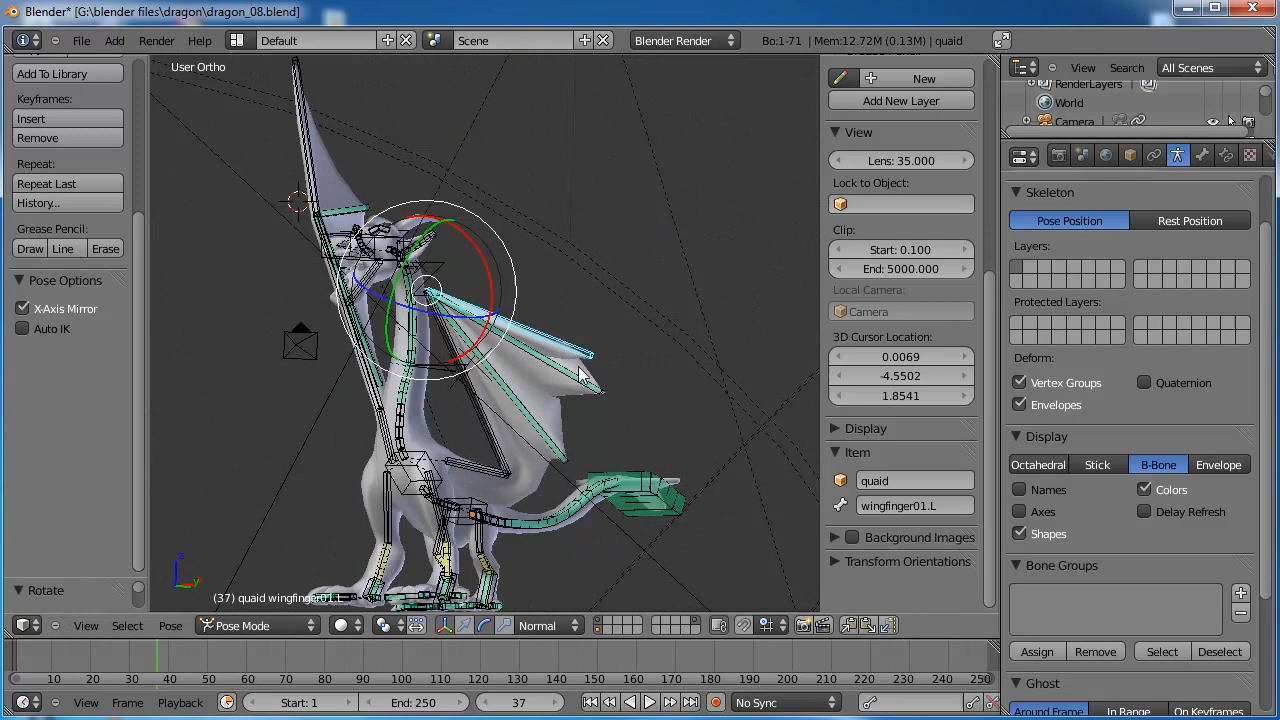 Blender* [G:\blender files\dragon\dragon_08.blend]
File Add Render Help Default Scene Blender Render Bo:1-71 | Mem:12.72M (0.13M) | quaid
Add To Library
Keyframes:
Insert
Remove
Repeat:
Repeat Last
History...
Grease Pencil:
Draw Line Erase
Pose Options
X-Axis Mirror
Auto IK
Rotate
User Ortho
(37) quaid wingfinger01.L
New
Add New Layer
View
Lens: 35.000
Lock to Object:
Clip:
Start: 0.100
End: 5000.000
Local Camera:
Camera
3D Cursor Location:
0.0069
-4.5502
1.8541
Display
Item
quaid
wingfinger01.L
Background Images
Transform Orientations
View Search All Scenes
RenderLayers
World
Camera
Skeleton
Pose Position Rest Position
Layers:
Protected Layers:
Deform:
Vertex Groups Quaternion
Envelopes
Display
Octahedral Stick B-Bone Envelope
Names Colors
Axes Delay Refresh
Shapes
Bone Groups
Assign Remove Select Deselect
Ghost
Around Frame In Range On Keyframes
View Select Pose Pose Mode Normal
10 20 30 40 50 60 70 80 90 100 110 120 130 140 150 160 170 180 190 200 210 220 230 240 250
View Frame Playback Start: 1 End: 250 37 No Sync